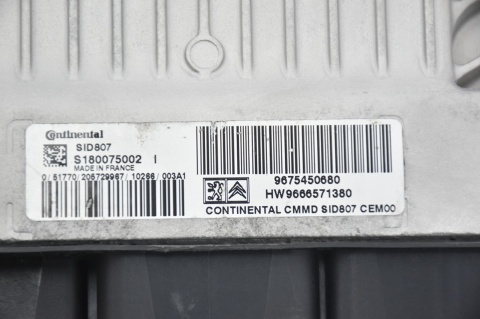 Continental
SID807
S180075002 I
MADE IN FRANCE
0/51770/205729967/10266/003A1
9675450680
HW9666571380
CONTINENTAL CMMD SID807 CEM00